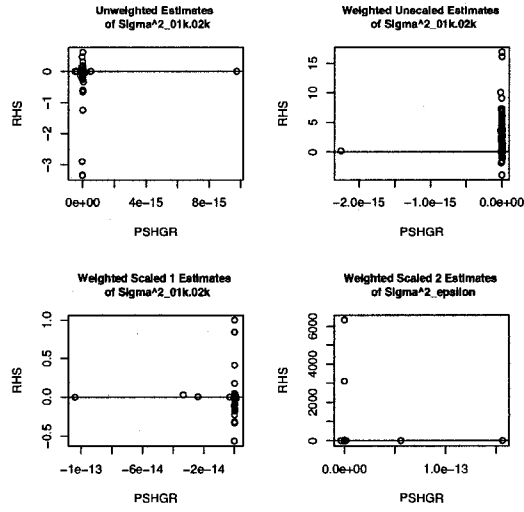 Unweighted Estimates
of Sigma^2_01k.02k
RHS
0
-1
-2
-3
0e+00 4e-15 8e-15
PSHGR
Weighted Unscaled Estimates
of Sigma^2_01k.02k
RHS
15
10
5
0
-2.0e-15 -1.0e-15 0.0e+00
PSHGR
Weighted Scaled 1 Estimates
of Sigma^2_01k.02k
RHS
1.0
0.5
0.0
-0.5
-1e-13 -6e-14 -2e-14
PSHGR
Weighted Scaled 2 Estimates
of Sigma^2_epsilon
RHS
6000
4000
2000
0
0.0e+00 1.0e-13
PSHGR